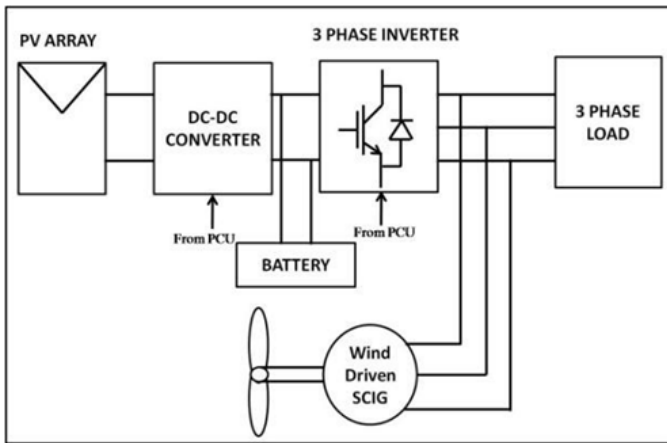 PV ARRAY
3 PHASE INVERTER
DC-DC
CONVERTER
3 PHASE
LOAD
From PCU
From PCU
BATTERY
Wind
Driven
SCIG